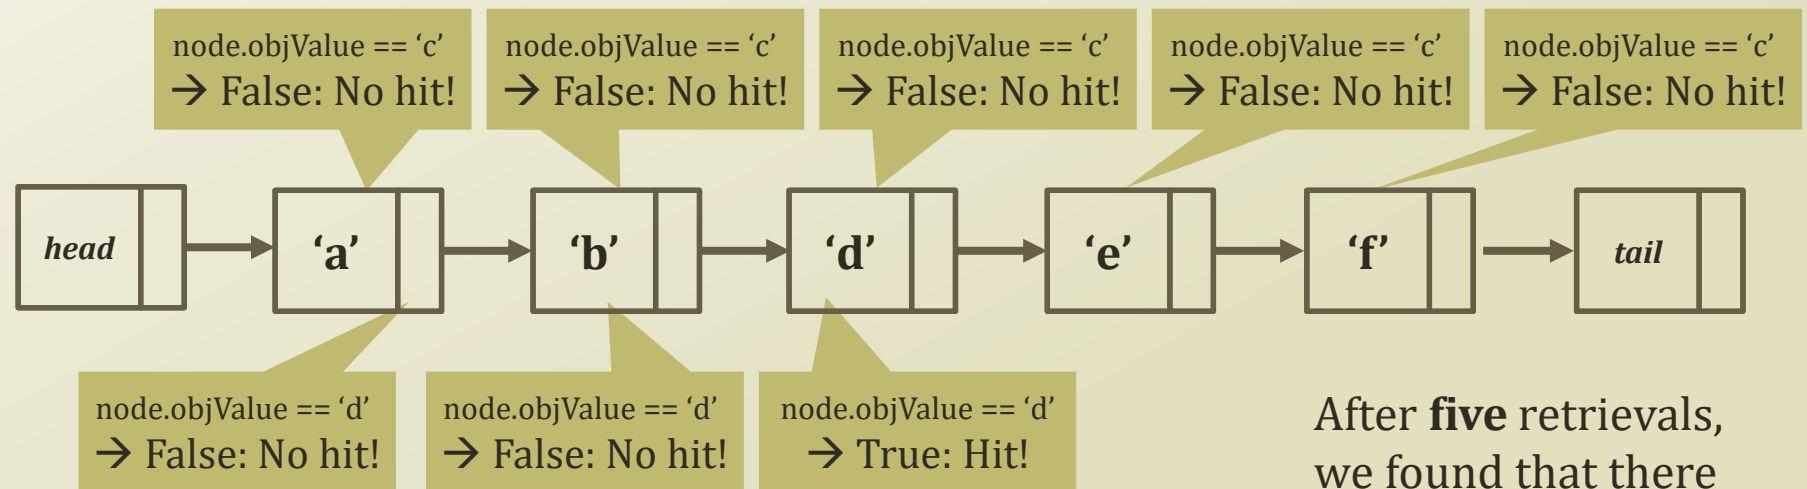 node.objValue == ‘c’
→ False: No hit!
node.objValue == ‘c’
→ False: No hit!
node.objValue == ‘c’
→ False: No hit!
node.objValue == ‘c’
→ False: No hit!
node.objValue == ‘c’
→ False: No hit!
head
‘a’
‘b’
‘d’
‘e’
‘f’
tail
node.objValue == ‘d’
→ False: No hit!
node.objValue == ‘d’
→ False: No hit!
node.objValue == ‘d’
→ True: Hit!
After five retrievals,
we found that there